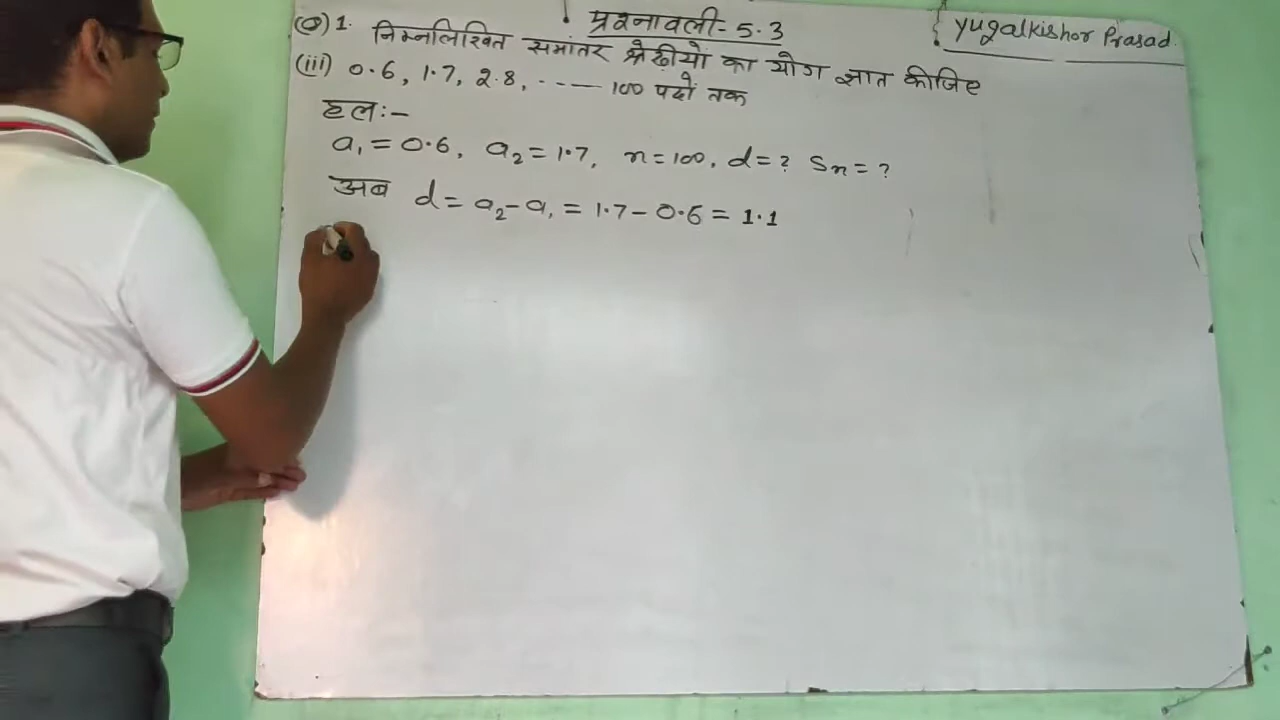 प्रश्नावली-5.3
Yugalkishor Prasad.
(Q)1. निम्नलिखित समांतर श्रेढ़ीयों का योग ज्ञात कीजिए
(iii) 0.6, 1.7, 2.8, ---- 100 पदों तक
हल:-
a₁ = 0.6, a₂ = 1.7, n = 100, d = ? Sn = ?
अब d = a₂ - a₁ = 1.7 - 0.6 = 1.1